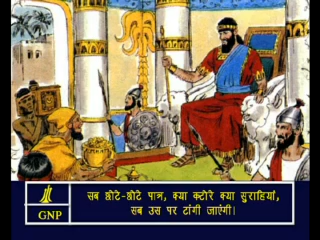 सब छोटे-छोटे पात्र, क्या कटोरे क्या सुराहियां,
सब उस पर टांगी जाएंगी।
GNP